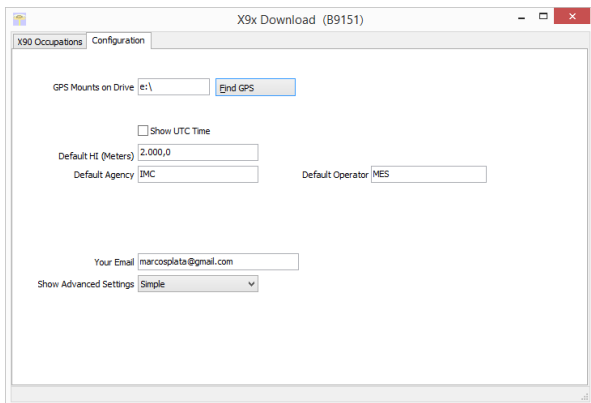 X9x Download (B9151)
X90 Occupations Configuration
GPS Mounts on Drive e:\ Find GPS
Show UTC Time
Default HI (Meters) 2.000,0
Default Agency IMC Default Operator MES
Your Email marcosplata@gmail.com
Show Advanced Settings Simple